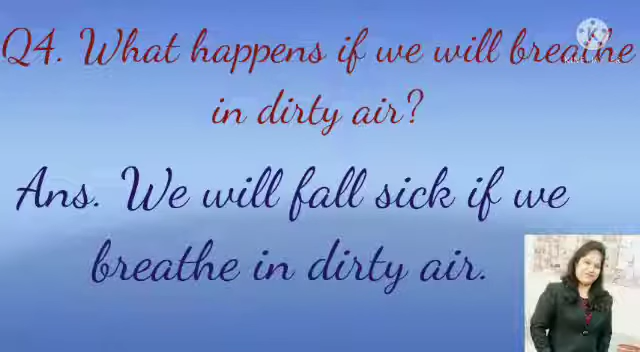 Q4. What happens if we will breathe
in dirty air?
Ans. We will fall sick if we
breathe in dirty air.
K